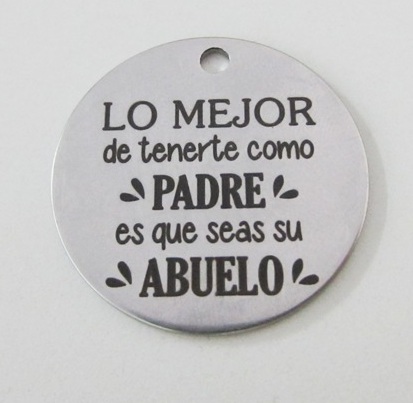 LO MEJOR
de tenerte como
PADRE
es que seas su
ABUELO